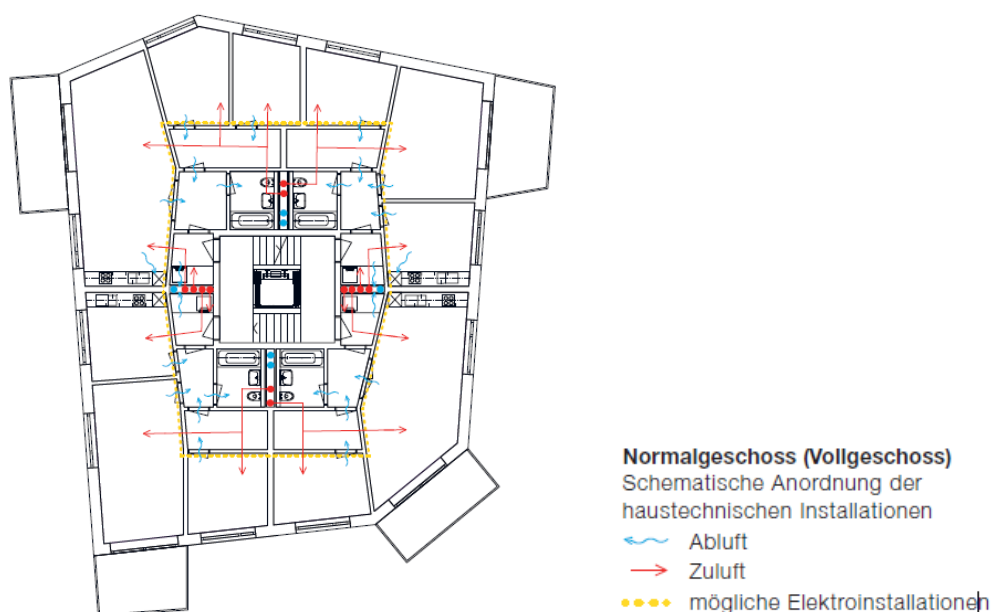 Normalgeschoss (Vollgeschoss)
Schematische Anordnung der
haustechnischen Installationen
Abluft
Zuluft
mögliche Elektroinstallationen